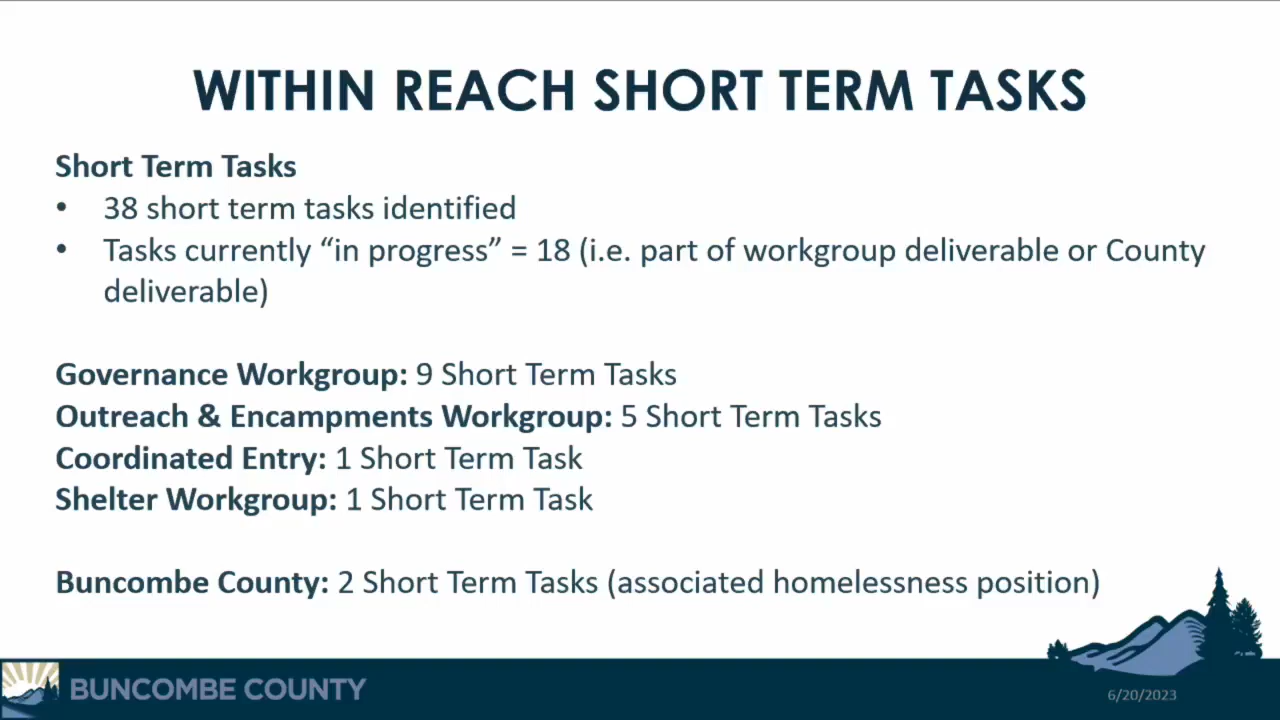 WITHIN REACH SHORT TERM TASKS
Short Term Tasks
• 38 short term tasks identified
• Tasks currently “in progress” = 18 (i.e. part of workgroup deliverable or County
deliverable)
Governance Workgroup: 9 Short Term Tasks
Outreach & Encampments Workgroup: 5 Short Term Tasks
Coordinated Entry: 1 Short Term Task
Shelter Workgroup: 1 Short Term Task
Buncombe County: 2 Short Term Tasks (associated homelessness position)
BUNCOMBE COUNTY
6/20/2023